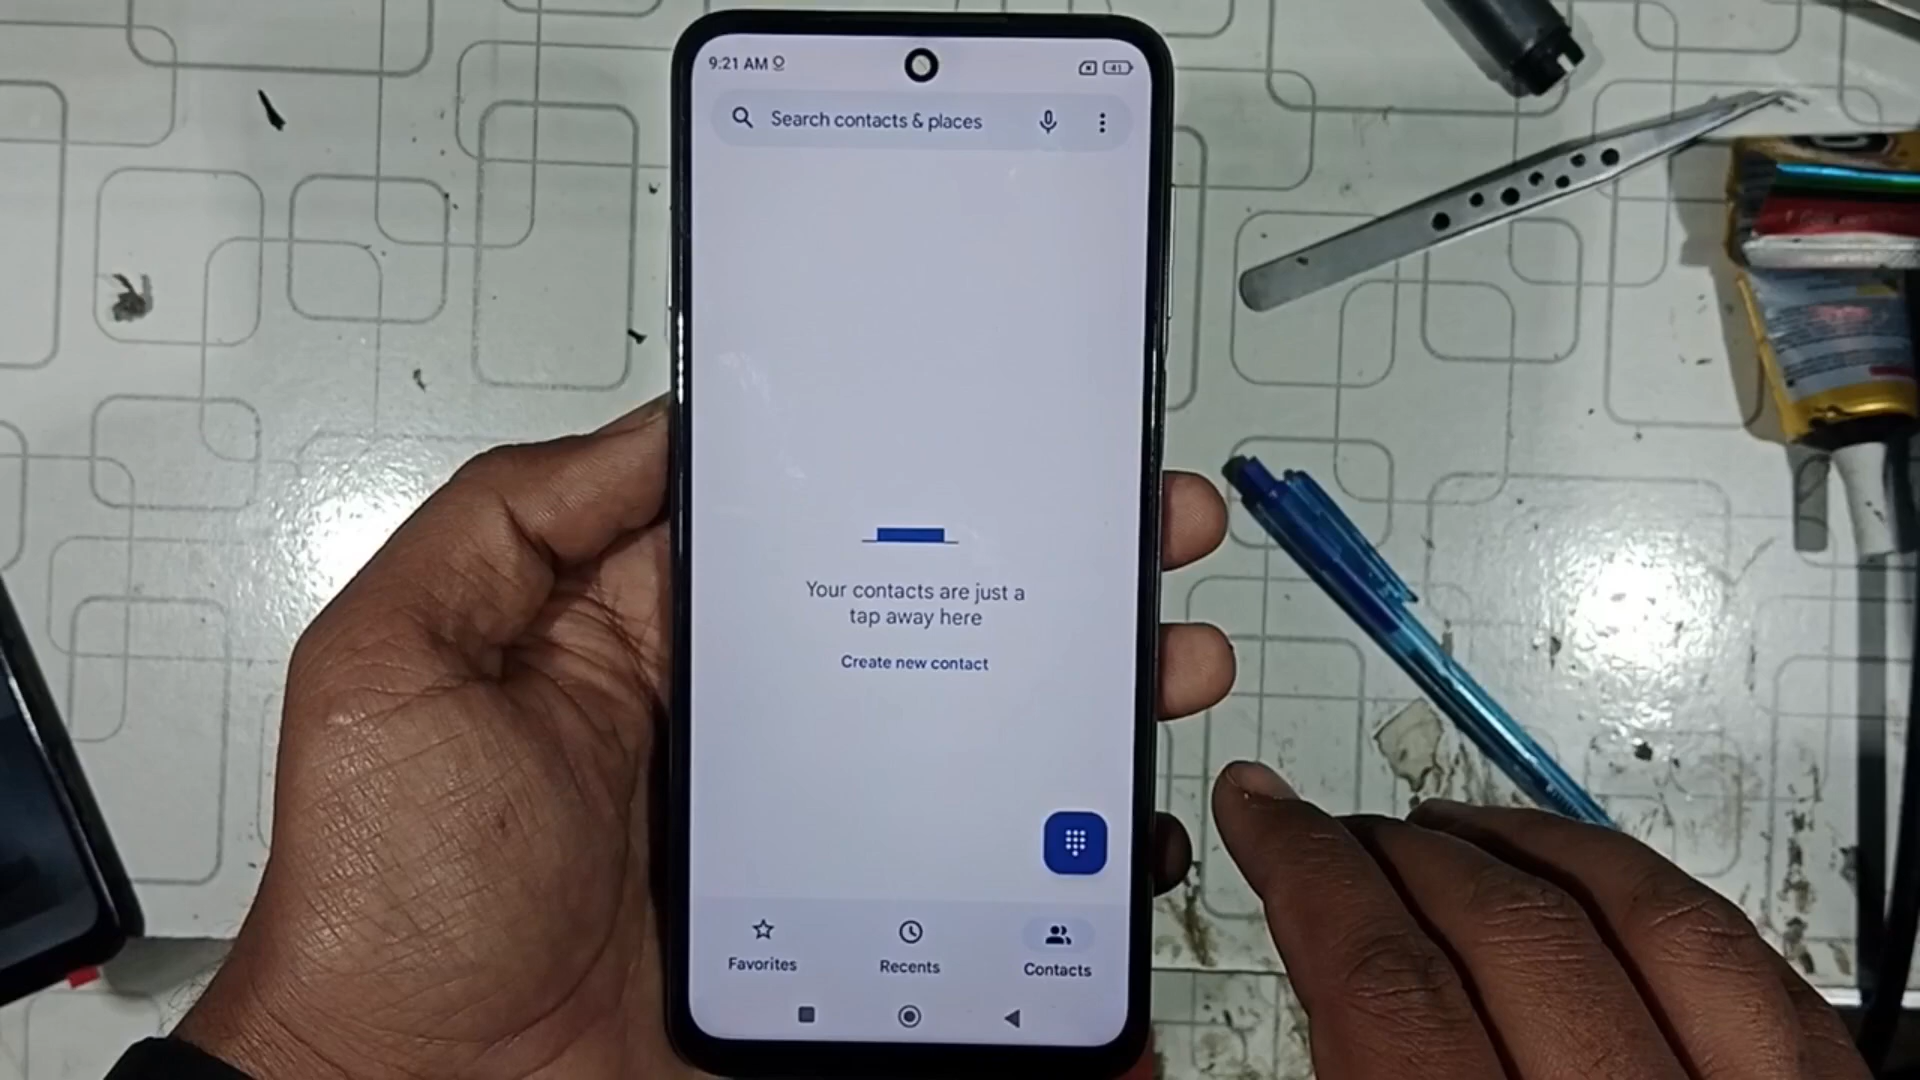 9:21 AM
41
Search contacts & places
Your contacts are just a
tap away here
Create new contact
Favorites
Recents
Contacts